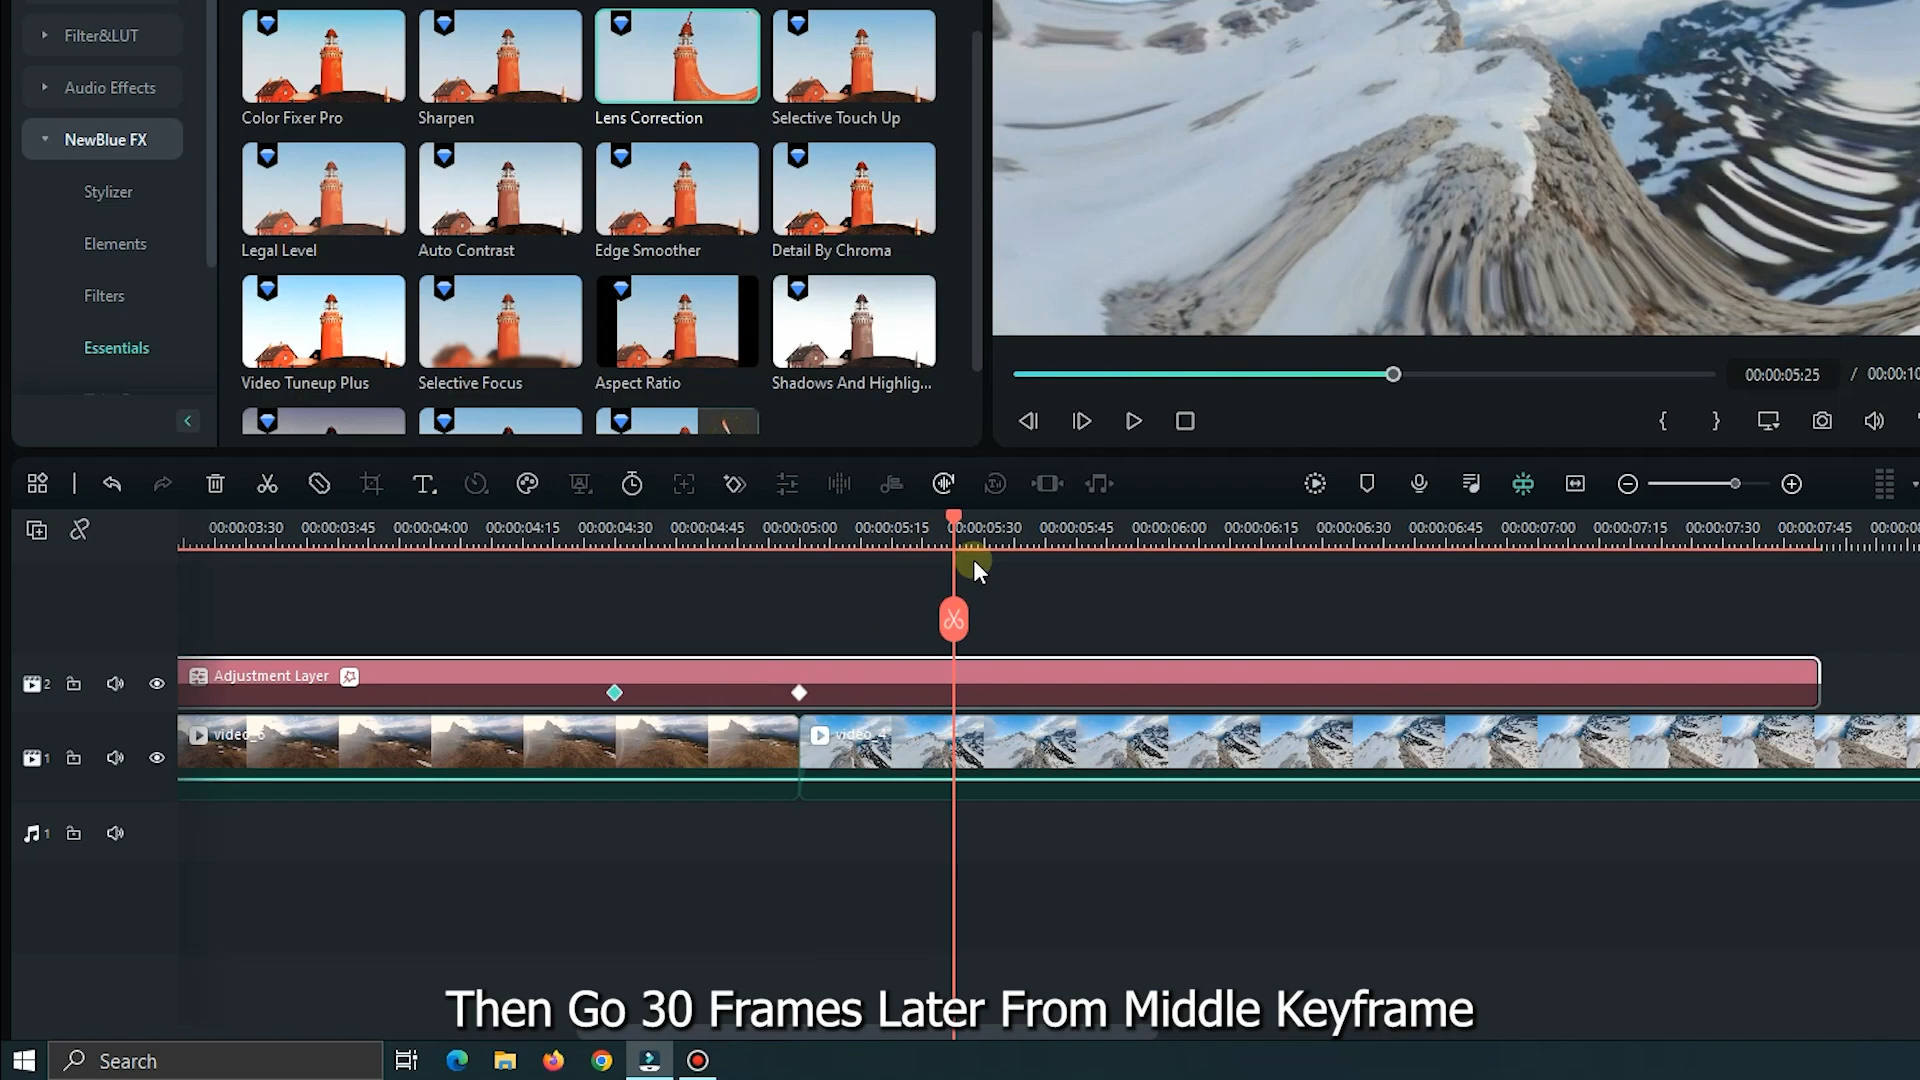 Filter&LUT
Audio Effects
NewBlue FX
Stylizer
Elements
Filters
Essentials
Color Fixer Pro
Sharpen
Lens Correction
Selective Touch Up
Legal Level
Auto Contrast
Edge Smoother
Detail By Chroma
Video Tuneup Plus
Selective Focus
Aspect Ratio
Shadows And Highlig...
00:00:05:25 / 00:00:10
00:00:03:30 00:00:03:45 00:00:04:00 00:00:04:15 00:00:04:30 00:00:04:45 00:00:05:00 00:00:05:15 00:00:05:30 00:00:05:45 00:00:06:00 00:00:06:15 00:00:06:30 00:00:06:45 00:00:07:00 00:00:07:15 00:00:07:30 00:00:07:45 00:00:0
2 Adjustment Layer
1 video_4
1
Then Go 30 Frames Later From Middle Keyframe
Search